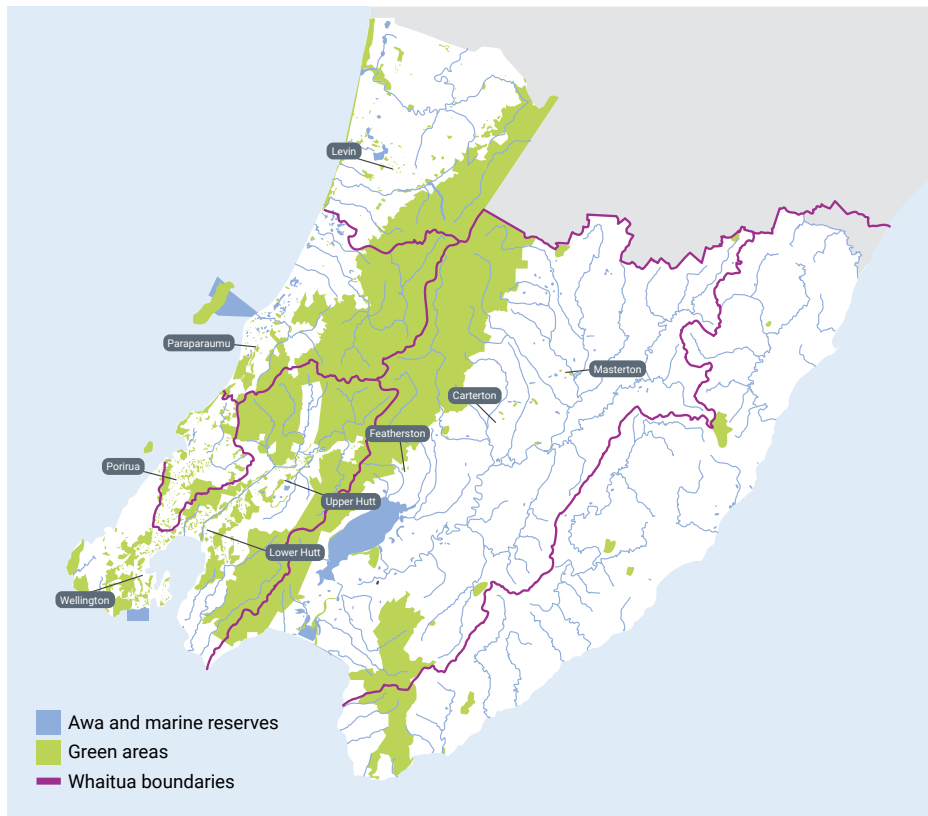 Levin
Paraparaumu
Masterton
Carterton
Featherston
Porirua
Upper Hutt
Lower Hutt
Wellington
Awa and marine reserves
Green areas
Whaitua boundaries